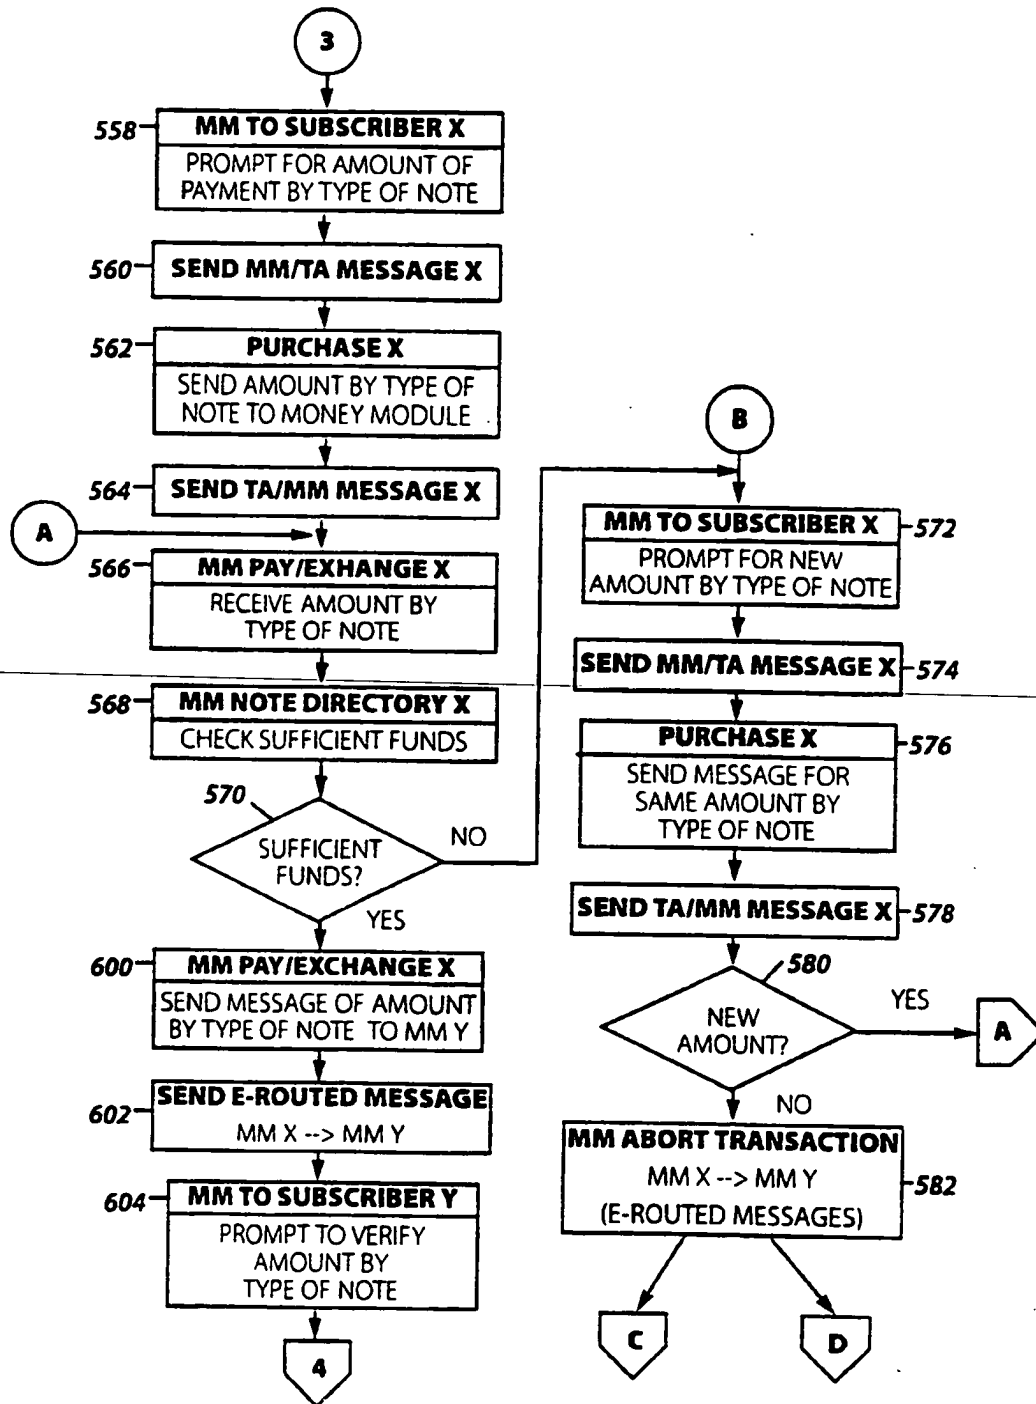 3
558
MM TO SUBSCRIBER X
PROMPT FOR AMOUNT OF
PAYMENT BY TYPE OF NOTE
560
SEND MM/TA MESSAGE X
562
PURCHASE X
SEND AMOUNT BY TYPE OF
NOTE TO MONEY MODULE
564
SEND TA/MM MESSAGE X
A
566
MM PAY/EXHANGE X
RECEIVE AMOUNT BY
TYPE OF NOTE
568
MM NOTE DIRECTORY X
CHECK SUFFICIENT FUNDS
570
SUFFICIENT
FUNDS?
NO
YES
600
MM PAY/EXCHANGE X
SEND MESSAGE OF AMOUNT
BY TYPE OF NOTE TO MM Y
602
SEND E-ROUTED MESSAGE
MM X --> MM Y
604
MM TO SUBSCRIBER Y
PROMPT TO VERIFY
AMOUNT BY
TYPE OF NOTE
4
B
MM TO SUBSCRIBER X
572
PROMPT FOR NEW
AMOUNT BY TYPE OF NOTE
SEND MM/TA MESSAGE X
574
PURCHASE X
576
SEND MESSAGE FOR
SAME AMOUNT BY
TYPE OF NOTE
SEND TA/MM MESSAGE X
578
580
NEW
AMOUNT?
YES
A
NO
MM ABORT TRANSACTION
MM X --> MM Y
582
(E-ROUTED MESSAGES)
C
D